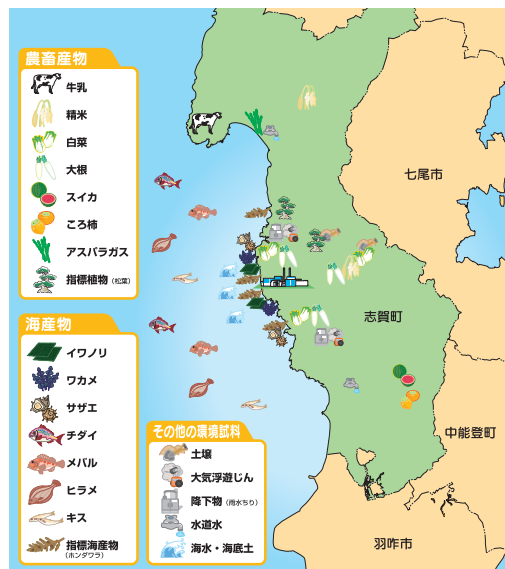 農畜産物
牛乳
精米
白菜
大根
スイカ
ころ柿
アスパラガス
指標植物（松葉）
海産物
イワノリ
ワカメ
サザエ
チダイ
メバル
ヒラメ
キス
指標海産物
（ホンダワラ）
その他の環境試料
土壌
大気浮遊じん
降下物（雨水ちり）
水道水
海水・海底土
七尾市
志賀町
中能登町
羽咋市